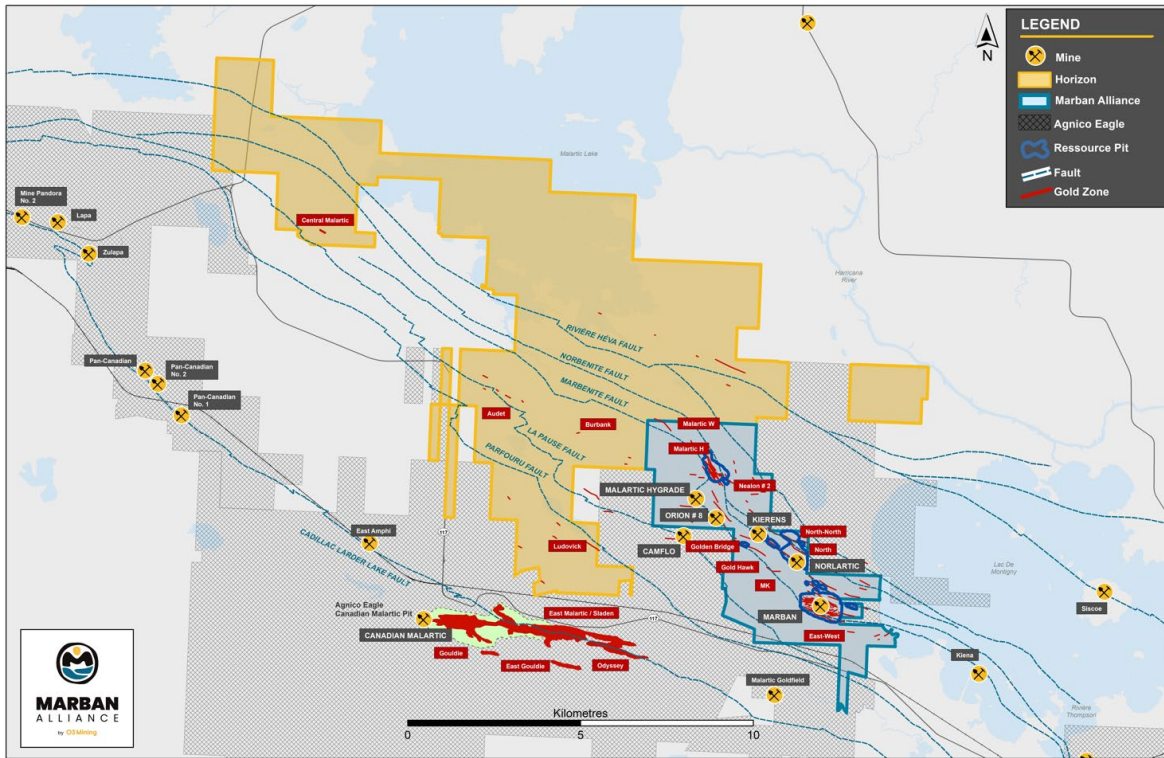 LEGEND
Mine
Horizon
Marban Alliance
Agnico Eagle
Ressource Pit
Fault
Gold Zone
N
Malartic Lake
Harricana
River
Mine Pandora
No. 2
Lapa
Zulapa
Central Malartic
Pan-Canadian
Pan-Canadian
No. 2
Pan-Canadian
No. 1
RIVIÈRE HÉVA FAULT
NORBENITE FAULT
MARBENITE FAULT
LA PAUSE FAULT
PARFOURU FAULT
CADILLAC LARDER LAKE FAULT
Audet
Burbank
Malartic W
Malartic H
Nealon # 2
MALARTIC HYGRADE
ORION # 8
KIERENS
North-North
North
CAMFLO
Golden Bridge
NORLARTIC
Gold Hawk
MK
Ludovick
East Amphi
117
Lac De
Montigny
Siscoe
MARBAN
East-West
Kiena
Agnico Eagle
Canadian Malartic Pit
CANADIAN MALARTIC
East Malartic / Sladen
117
Gouldie
East Gouldie
Odyssey
Malartic Goldfield
Rivière
Thompson
Kilometres
0
5
10
MARBAN
ALLIANCE
by O3 Mining